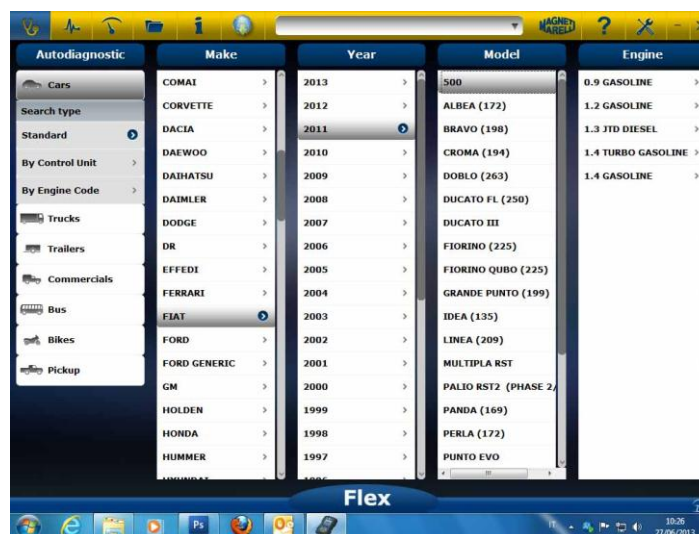 MAGNETI
MARELLI
?
Autodiagnostic
Make
Year
Model
Engine
Cars
Search type
Standard
By Control Unit
By Engine Code
Trucks
Trailers
Commercials
Bus
Bikes
Pickup
COMAI
CORVETTE
DACIA
DAEWOO
DAIHATSU
DAIMLER
DODGE
DR
EFFEDI
FERRARI
FIAT
FORD
FORD GENERIC
GM
HOLDEN
HONDA
HUMMER
HYUNDAI
2013
2012
2011
2010
2009
2008
2007
2006
2005
2004
2003
2002
2001
2000
1999
1998
1997
1996
500
ALBEA (172)
BRAVO (198)
CROMA (194)
DOBLO (263)
DUCATO FL (250)
DUCATO III
FIORINO (225)
FIORINO QUBO (225)
GRANDE PUNTO (199)
IDEA (135)
LINEA (209)
MULTIPLA RST
PALIO RST2 (PHASE 2/
PANDA (169)
PERLA (172)
PUNTO EVO
0.9 GASOLINE
1.2 GASOLINE
1.3 JTD DIESEL
1.4 TURBO GASOLINE
1.4 GASOLINE
Flex
Ps
IT
10:26
27/06/2013